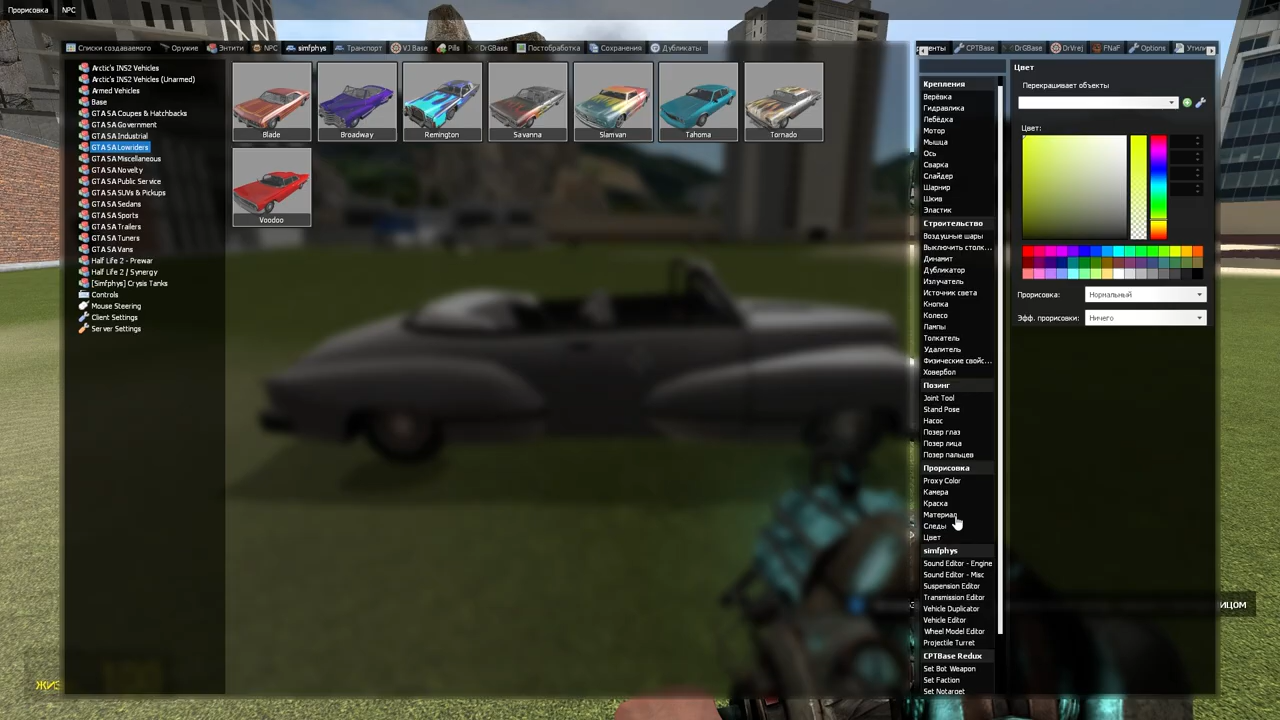 Прорисовка NPC
Списки создаваемого Оружие Энтити NPC simfphys Транспорт VJ Base Pills DrGBase Постобработка Сохранения Дубликаты
енты CPTBase DrGBase DrVrej FNaF Options Утили
Arctic's INS2 Vehicles
Arctic's INS2 Vehicles (Unarmed)
Armed Vehicles
Base
GTA SA Coupes & Hatchbacks
GTA SA Government
GTA SA Industrial
GTA SA Lowriders
GTA SA Miscellaneous
GTA SA Novelty
GTA SA Public Service
GTA SA SUVs & Pickups
GTA SA Sedans
GTA SA Sports
GTA SA Trailers
GTA SA Tuners
GTA SA Vans
Half Life 2 - Prewar
Half Life 2 / Synergy
[Simfphys] Crysis Tanks
Controls
Mouse Steering
Client Settings
Server Settings
Blade Broadway Remington Savanna Slamvan Tahoma Tornado
Voodoo
Крепления
Верёвка
Гидравлика
Лебёдка
Мотор
Мышца
Ось
Сварка
Слайдер
Шарнир
Шкив
Эластик
Строительство
Воздушные шары
Выключить столк...
Динамит
Дубликатор
Излучатель
Источник света
Кнопка
Колесо
Лампы
Толкатель
Удалитель
Физические свойс...
Ховербол
Позинг
Joint Tool
Stand Pose
Насос
Позер глаз
Позер лица
Позер пальцев
Прорисовка
Proxy Color
Камера
Краска
Материал
Следы
Цвет
simfphys
Sound Editor - Engine
Sound Editor - Misc
Suspension Editor
Transmission Editor
Vehicle Duplicator
Vehicle Editor
Wheel Model Editor
Projectile Turret
CPTBase Redux
Set Bot Weapon
Set Faction
Set Notarget
Цвет
Перекрашивает объекты
Цвет:
Прорисовка: Нормальный
Эфф. прорисовки: Ничего
ИЦОМ